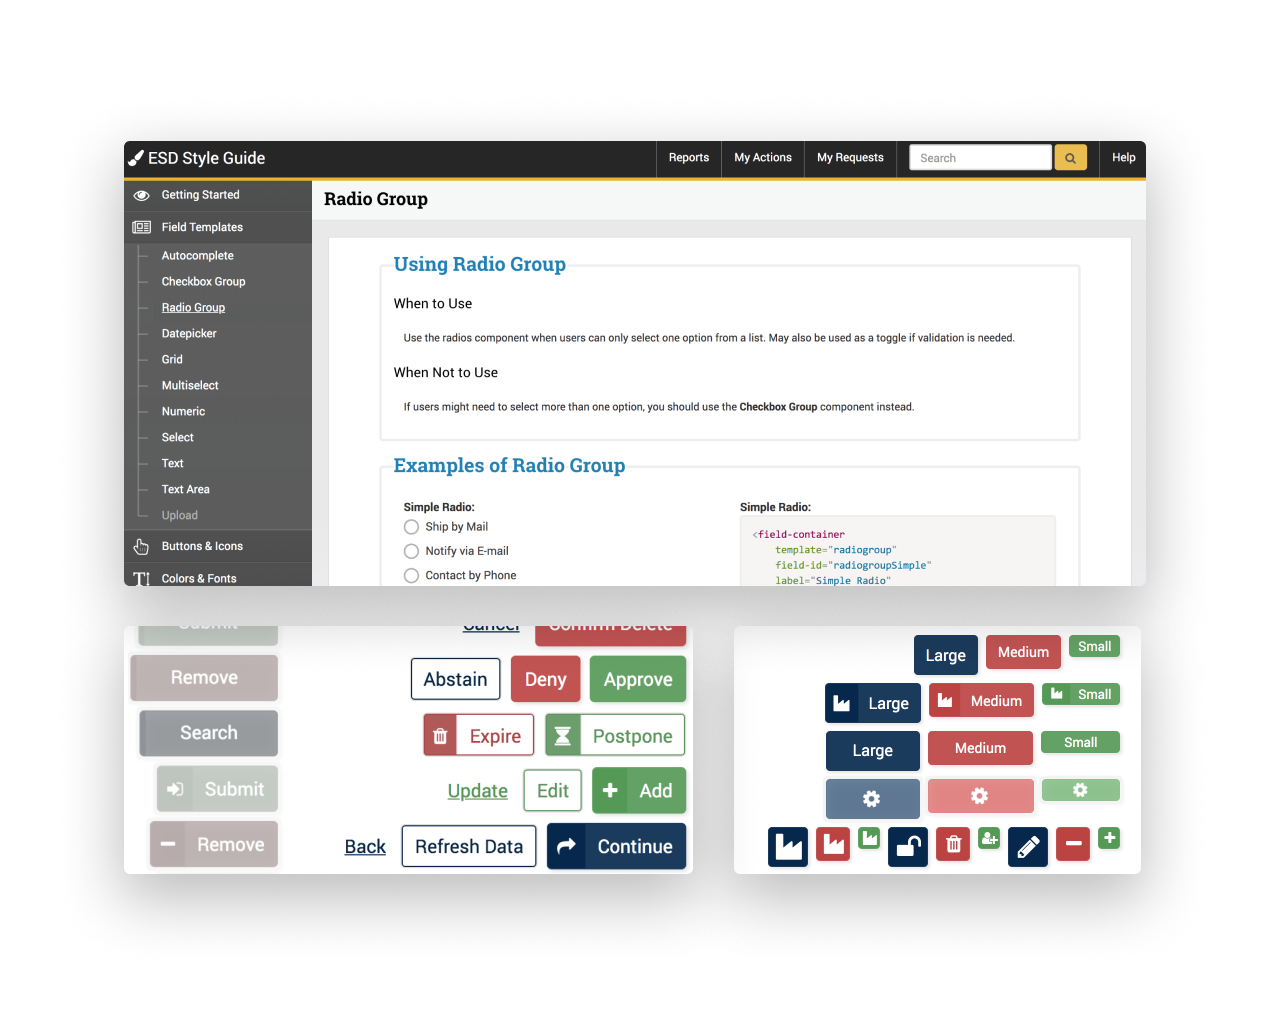 ESD Style Guide
Reports
My Actions
My Requests
Search
Help
Getting Started
Field Templates
Autocomplete
Checkbox Group
Radio Group
Datepicker
Grid
Multiselect
Numeric
Select
Text
Text Area
Upload
Buttons & Icons
Colors & Fonts
Radio Group
Using Radio Group
When to Use
Use the radios component when users can only select one option from a list. May also be used as a toggle if validation is needed.
When Not to Use
If users might need to select more than one option, you should use the Checkbox Group component instead.
Examples of Radio Group
Simple Radio:
Ship by Mail
Notify via E-mail
Contact by Phone
Simple Radio:
<field-container
template="radiogroup"
field-id="radiogroupSimple"
label="Simple Radio"
Submit
Cancel
Confirm Delete
Remove
Abstain
Deny
Approve
Search
Expire
Postpone
Submit
Update
Edit
Add
Remove
Back
Refresh Data
Continue
Large
Medium
Small
Large
Medium
Small
Large
Medium
Small